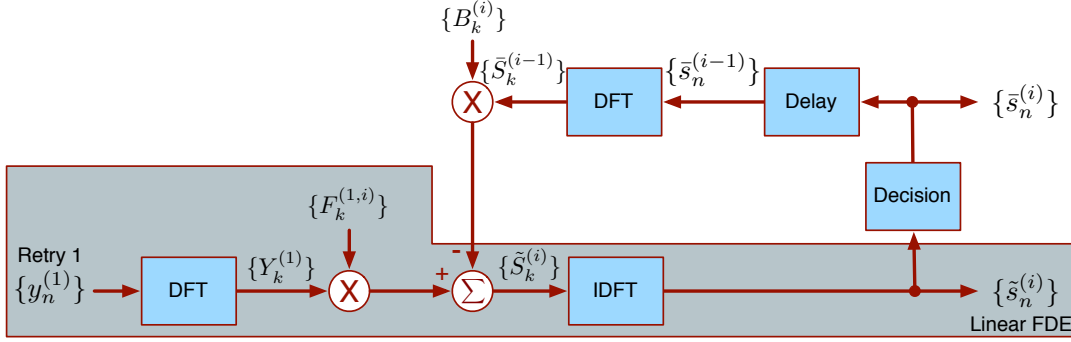 {B_k^{(i)}}
{S̄_k^{(i-1)}}
{s̄_n^{(i-1)}}
X
DFT
Delay
{s̄_n^{(i)}}
Decision
{F_k^{(1,i)}}
Retry 1
{y_n^{(1)}}
DFT
{Y_k^{(1)}}
X
+
-
Σ
{S̃_k^{(i)}}
IDFT
{s̃_n^{(i)}}
Linear FDE